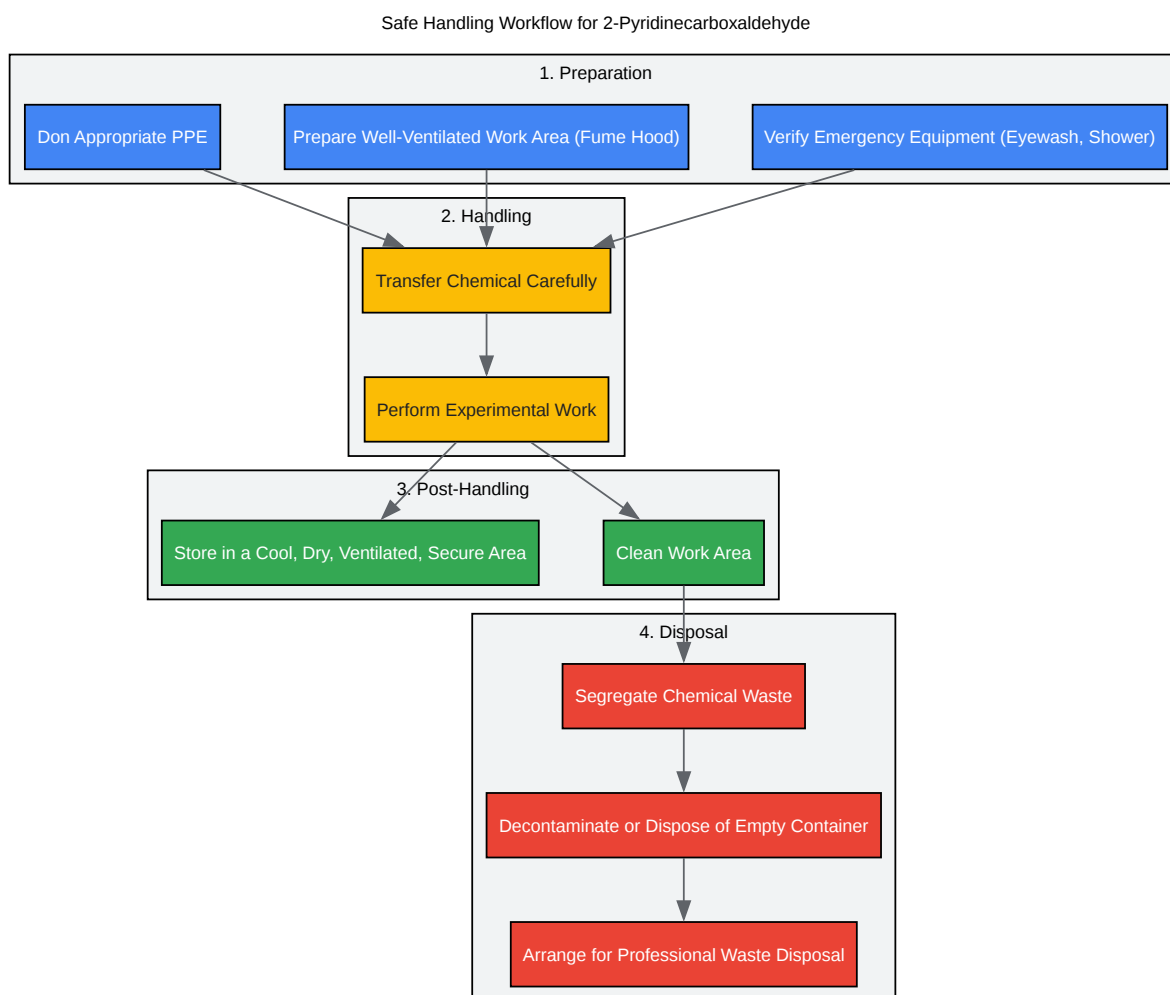 Safe Handling Workflow for 2-Pyridinecarboxaldehyde
1. Preparation
Don Appropriate PPE
Prepare Well-Ventilated Work Area (Fume Hood)
Verify Emergency Equipment (Eyewash, Shower)
2. Handling
Transfer Chemical Carefully
Perform Experimental Work
3. Post-Handling
Store in a Cool, Dry, Ventilated, Secure Area
Clean Work Area
4. Disposal
Segregate Chemical Waste
Decontaminate or Dispose of Empty Container
Arrange for Professional Waste Disposal